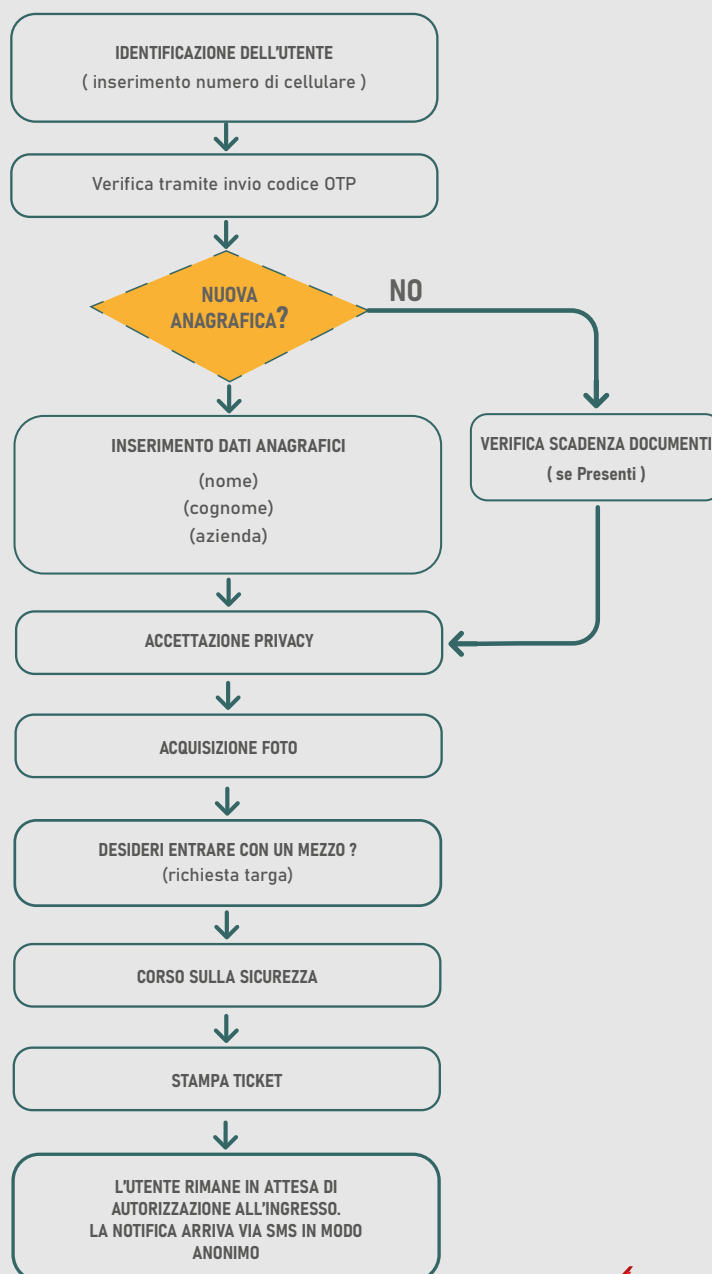 IDENTIFICAZIONE DELL'UTENTE
( inserimento numero di cellulare )
Verifica tramite invio codice OTP
NUOVA
ANAGRAFICA?
NO
INSERIMENTO DATI ANAGRAFICI
(nome)
(cognome)
(azienda)
VERIFICA SCADENZA DOCUMENTI
( se Presenti )
ACCETTAZIONE PRIVACY
ACQUISIZIONE FOTO
DESIDERI ENTRARE CON UN MEZZO ?
(richiesta targa)
CORSO SULLA SICUREZZA
STAMPA TICKET
L'UTENTE RIMANE IN ATTESA DI
AUTORIZZAZIONE ALL'INGRESSO.
LA NOTIFICA ARRIVA VIA SMS IN MODO
ANONIMO